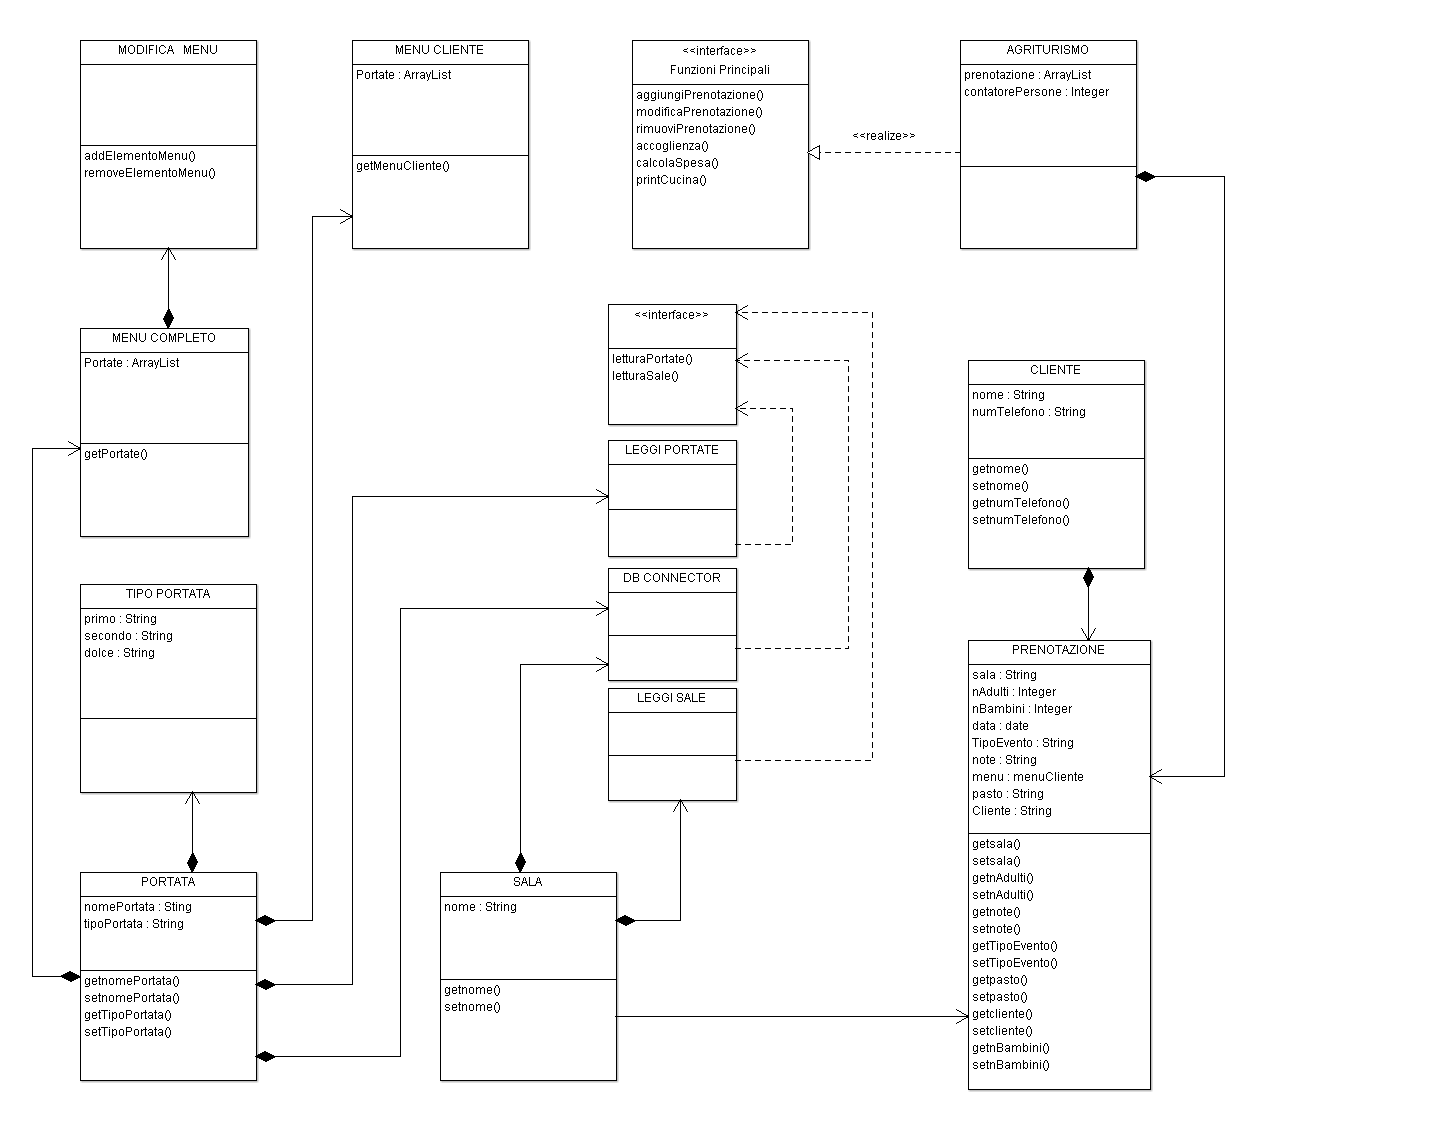 MODIFICA MENU
addElementoMenu()
removeElementoMenu()
MENU CLIENTE
Portate : ArrayList
getMenuCliente()
<<interface>>
Funzioni Principali
aggiungiPrenotazione()
modificaPrenotazione()
rimuoviPrenotazione()
accoglienza()
calcolaSpesa()
printCucina()
<<realize>>
AGRITURISMO
prenotazione : ArrayList
contatorePersone : Integer
MENU COMPLETO
Portate : ArrayList
getPortate()
<<interface>>
letturaPortate()
letturaSale()
LEGGI PORTATE
DB CONNECTOR
LEGGI SALE
CLIENTE
nome : String
numTelefono : String
getnome()
setnome()
getnumTelefono()
setnumTelefono()
TIPO PORTATA
primo : String
secondo : String
dolce : String
PORTATA
nomePortata : Sting
tipoPortata : String
getnomePortata()
setnomePortata()
getTipoPortata()
setTipoPortata()
SALA
nome : String
getnome()
setnome()
PRENOTAZIONE
sala : String
nAdulti : Integer
nBambini : Integer
data : date
TipoEvento : String
note : String
menu : menuCliente
pasto : String
Cliente : String
getsala()
setsala()
getnAdulti()
setnAdulti()
getnote()
setnote()
getTipoEvento()
setTipoEvento()
getpasto()
setpasto()
getcliente()
setcliente()
getnBambini()
setnBambini()